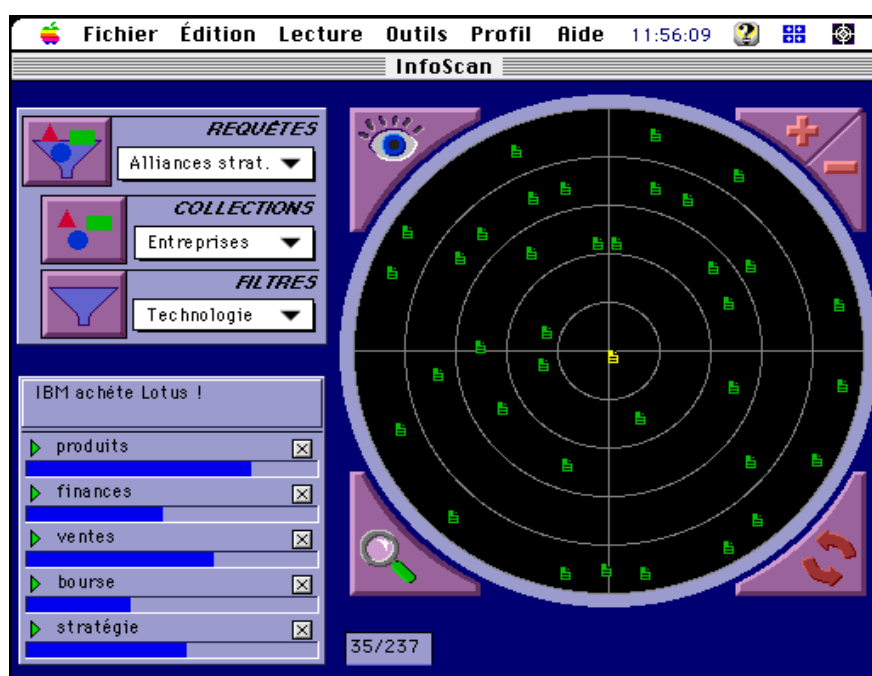 Fichier Édition Lecture Outils Profil Aide 11:56:09
InfoScan
REQUÊTES
Alliances strat.
COLLECTIONS
Entreprises
FILTRES
Technologie
IBM achéte Lotus !
produits
finances
ventes
bourse
stratégie
35/237